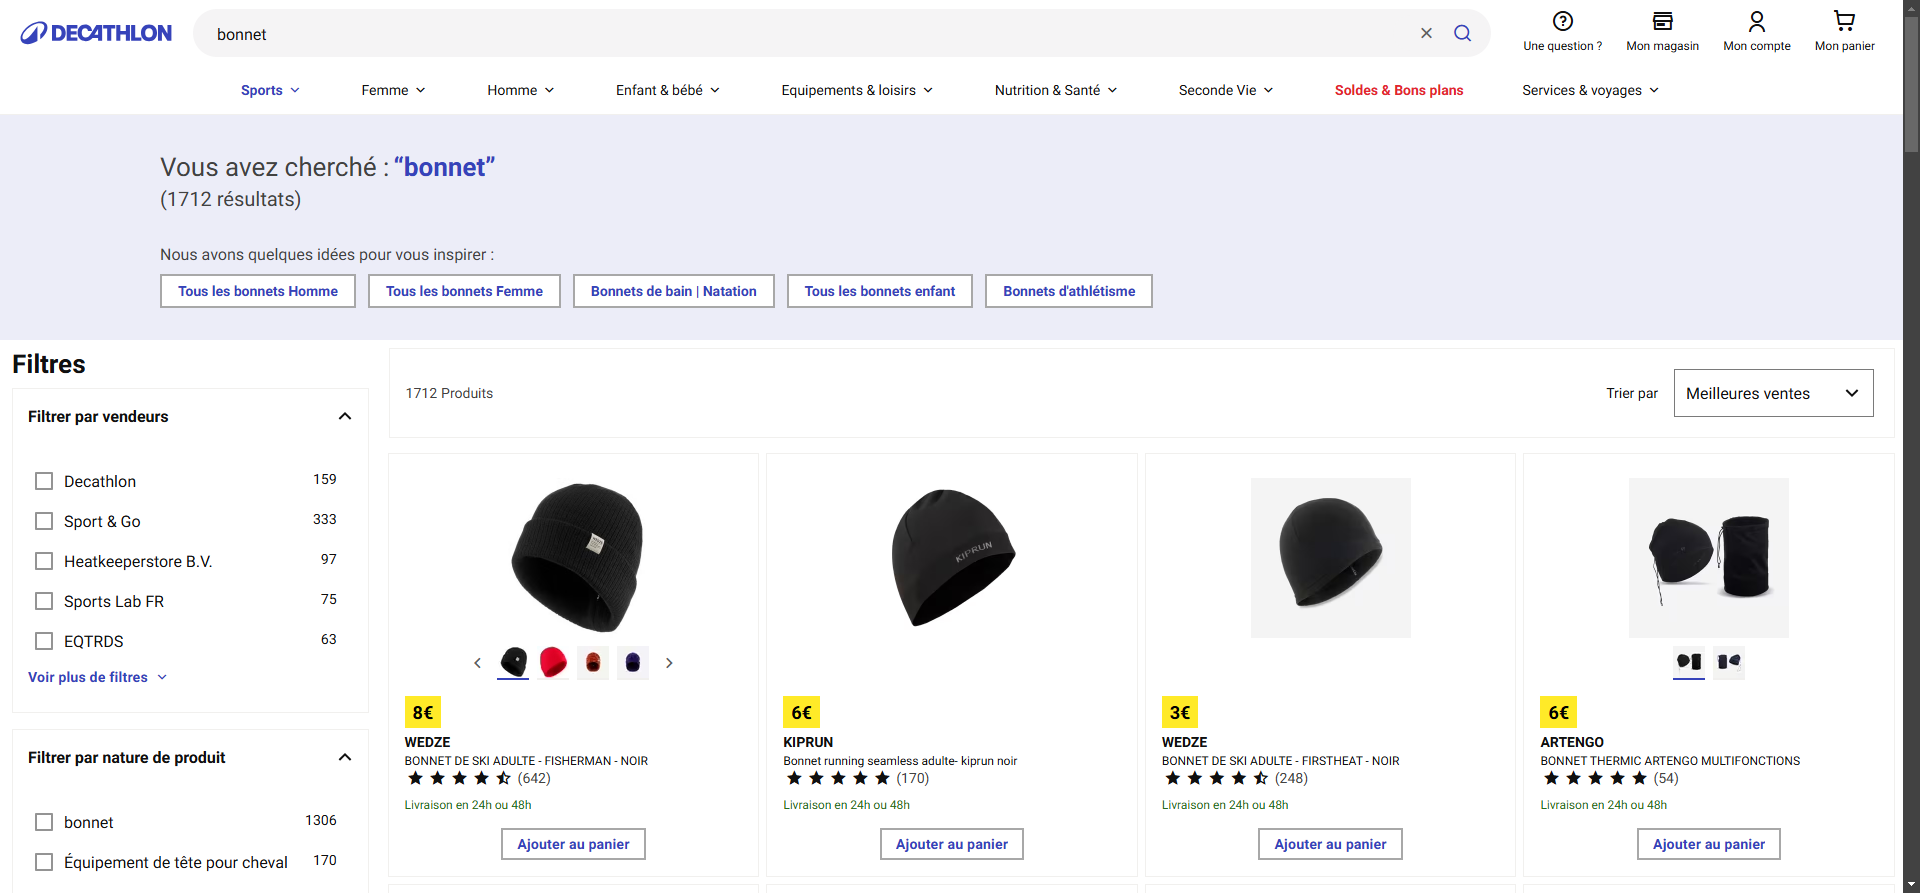 DECATHLON
bonnet
Une question ?
Mon magasin
Mon compte
Mon panier
Sports
Femme
Homme
Enfant & bébé
Equipements & loisirs
Nutrition & Santé
Seconde Vie
Soldes & Bons plans
Services & voyages
Vous avez cherché : “bonnet”
(1712 résultats)
Nous avons quelques idées pour vous inspirer :
Tous les bonnets Homme
Tous les bonnets Femme
Bonnets de bain | Natation
Tous les bonnets enfant
Bonnets d'athlétisme
Filtres
Filtrer par vendeurs
Decathlon 159
Sport & Go 333
Heatkeeperstore B.V. 97
Sports Lab FR 75
EQTRDS 63
Voir plus de filtres
Filtrer par nature de produit
bonnet 1306
Équipement de tête pour cheval 170
1712 Produits
Trier par
Meilleures ventes
8€
WEDZE
BONNET DE SKI ADULTE - FISHERMAN - NOIR
(642)
Livraison en 24h ou 48h
Ajouter au panier
KIPRUN
6€
KIPRUN
Bonnet running seamless adulte- kiprun noir
(170)
Livraison en 24h ou 48h
Ajouter au panier
3€
WEDZE
BONNET DE SKI ADULTE - FIRSTHEAT - NOIR
(248)
Livraison en 24h ou 48h
Ajouter au panier
6€
ARTENGO
BONNET THERMIC ARTENGO MULTIFONCTIONS
(54)
Livraison en 24h ou 48h
Ajouter au panier